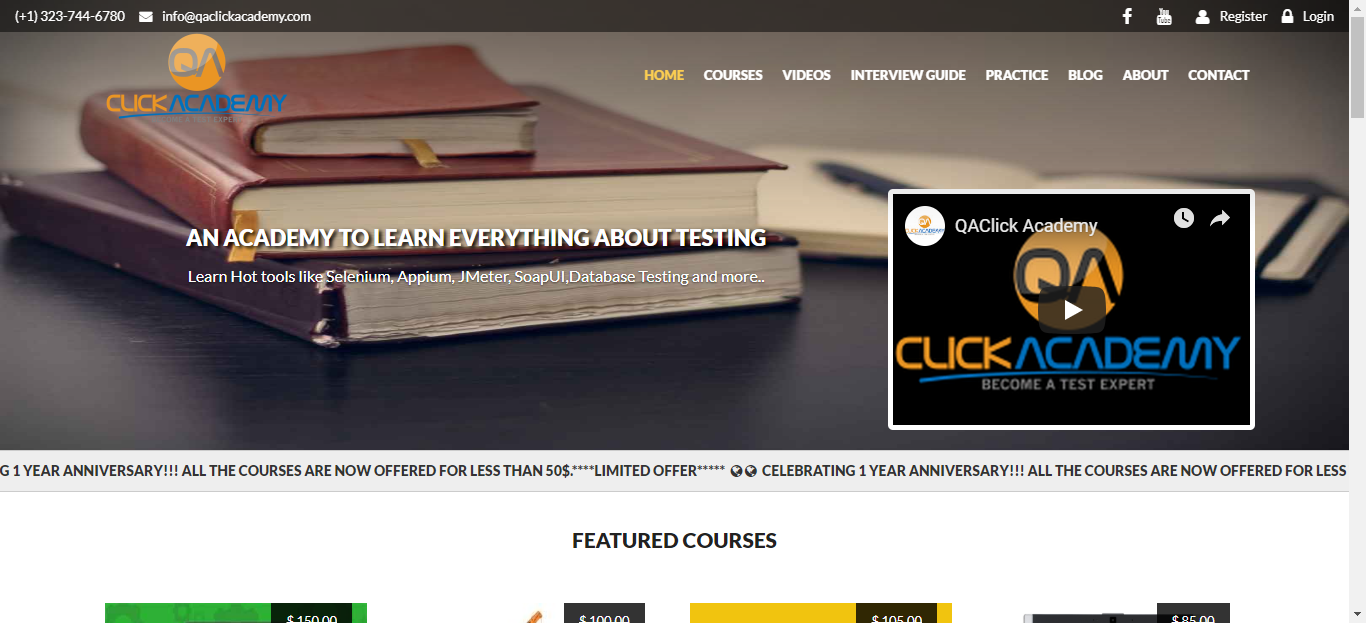 (+1) 323-744-6780 info@qaclickacademy.com Register Login
QA
CLICKACADEMY
HOME COURSES VIDEOS INTERVIEW GUIDE PRACTICE BLOG ABOUT CONTACT
AN ACADEMY TO LEARN EVERYTHING ABOUT TESTING
Learn Hot tools like Selenium, Appium, JMeter, SoapUI,Database Testing and more..
QAClick Academy
QA
CLICKACADEMY
BECOME A TEST EXPERT
G 1 YEAR ANNIVERSARY!!! ALL THE COURSES ARE NOW OFFERED FOR LESS THAN 50$.****LIMITED OFFER***** CELEBRATING 1 YEAR ANNIVERSARY!!! ALL THE COURSES ARE NOW OFFERED FOR LESS
FEATURED COURSES
$ 150.00 $ 100.00 $ 105.00 $ 85.00